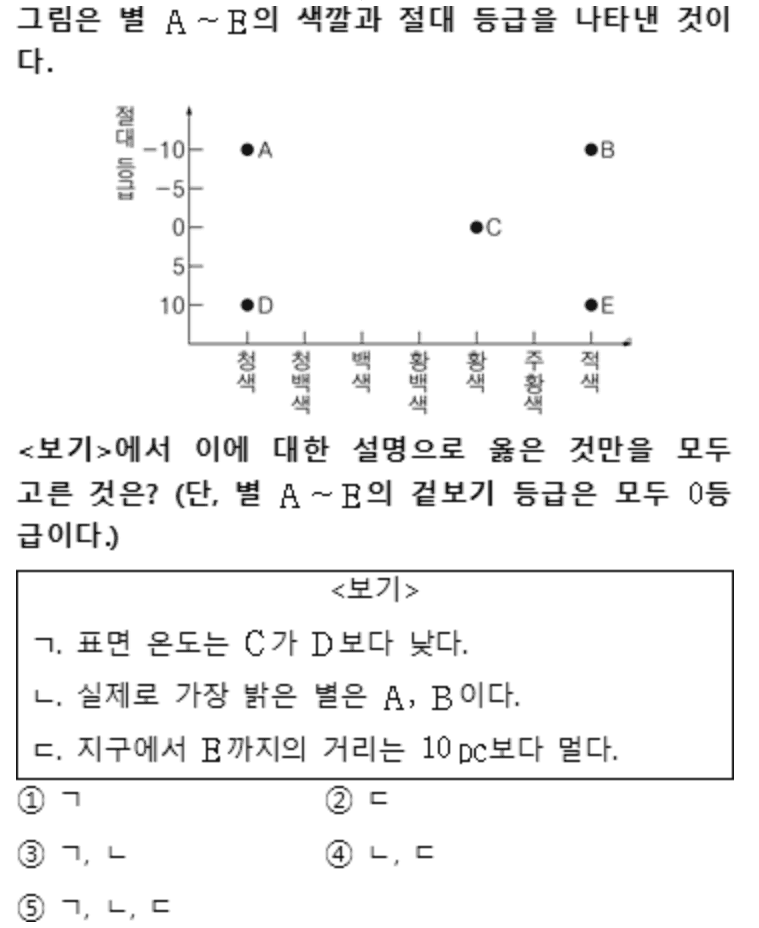 그림은 별 A ~ E의 색깔과 절대 등급을 나타낸 것이
다.
절대 등급
-10
-5
0
5
10
A
B
C
D
E
청색
청백색
백색
황백색
황색
주황색
적색
<보기>에서 이에 대한 설명으로 옳은 것만을 모두
고른 것은? (단, 별 A ~ E의 겉보기 등급은 모두 0등
급이다.)
<보기>
ㄱ. 표면 온도는 C가 D보다 낮다.
ㄴ. 실제로 가장 밝은 별은 A, B이다.
ㄷ. 지구에서 E까지의 거리는 10pc보다 멀다.
① ㄱ ② ㄷ
③ ㄱ, ㄴ ④ ㄴ, ㄷ
⑤ ㄱ, ㄴ, ㄷ